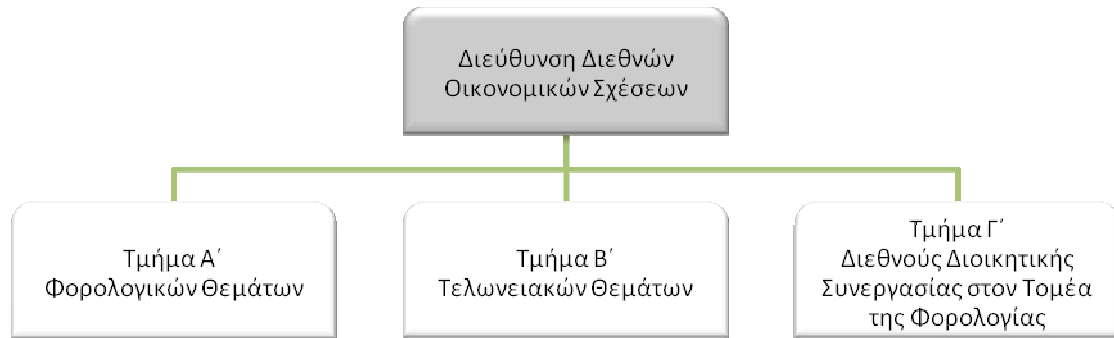 Διεύθυνση Διεθνών
Οικονομικών Σχέσεων
Τμήμα Α΄
Φορολογικών Θεμάτων
Τμήμα Β΄
Τελωνειακών Θεμάτων
Τμήμα Γ΄
Διεθνούς Διοικητικής
Συνεργασίας στον Τομέα
της Φορολογίας